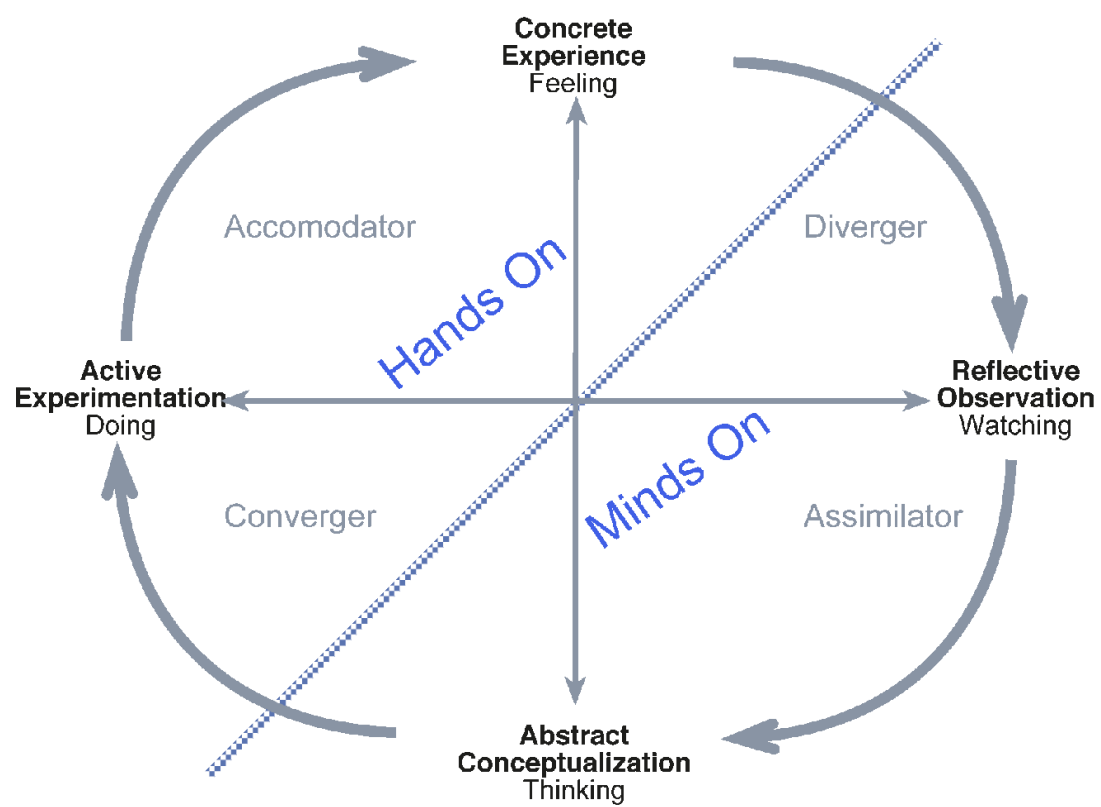 Concrete
Experience
Feeling
Accomodator
Diverger
Hands On
Active
Experimentation
Doing
Reflective
Observation
Watching
Minds On
Converger
Assimilator
Abstract
Conceptualization
Thinking